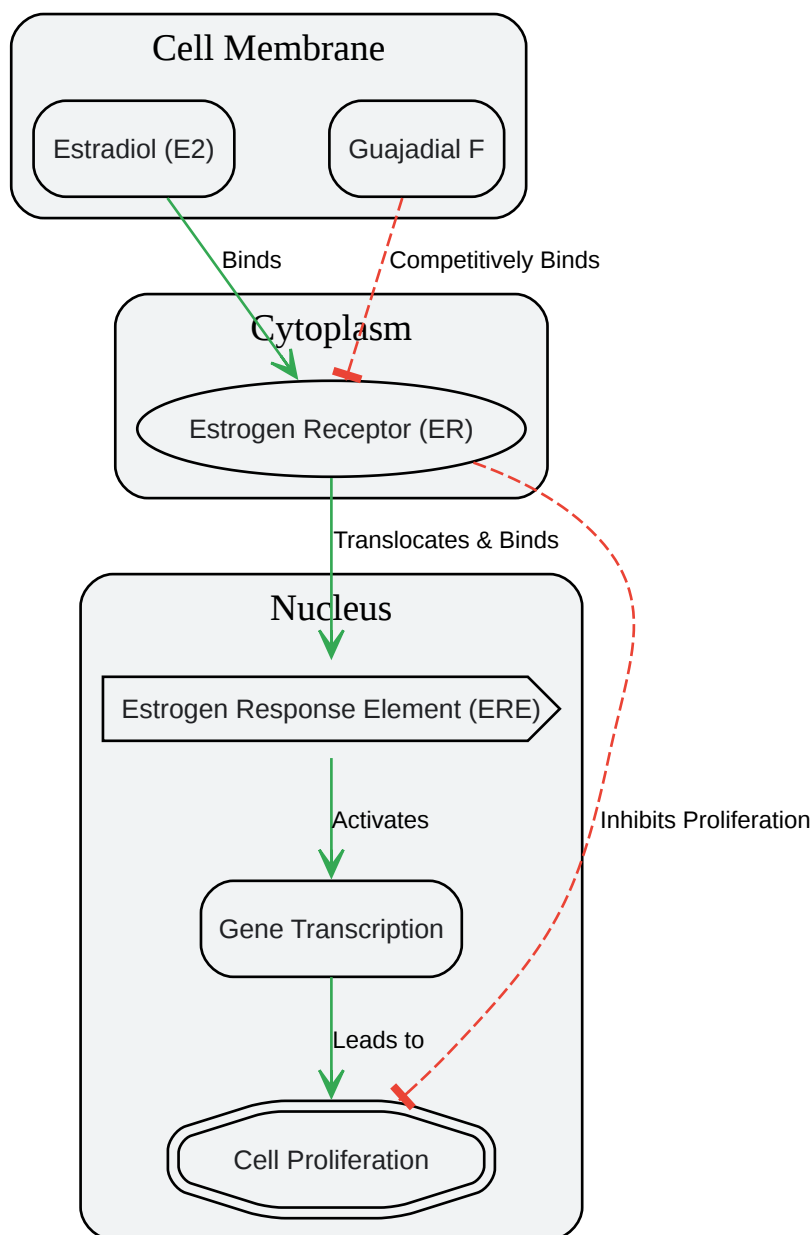 Cell Membrane
Estradiol (E2)
Guajadial F
Binds
Competitively Binds
Cytoplasm
Estrogen Receptor (ER)
Translocates & Binds
Nucleus
Estrogen Response Element (ERE)
Activates
Inhibits Proliferation
Gene Transcription
Leads to
Cell Proliferation